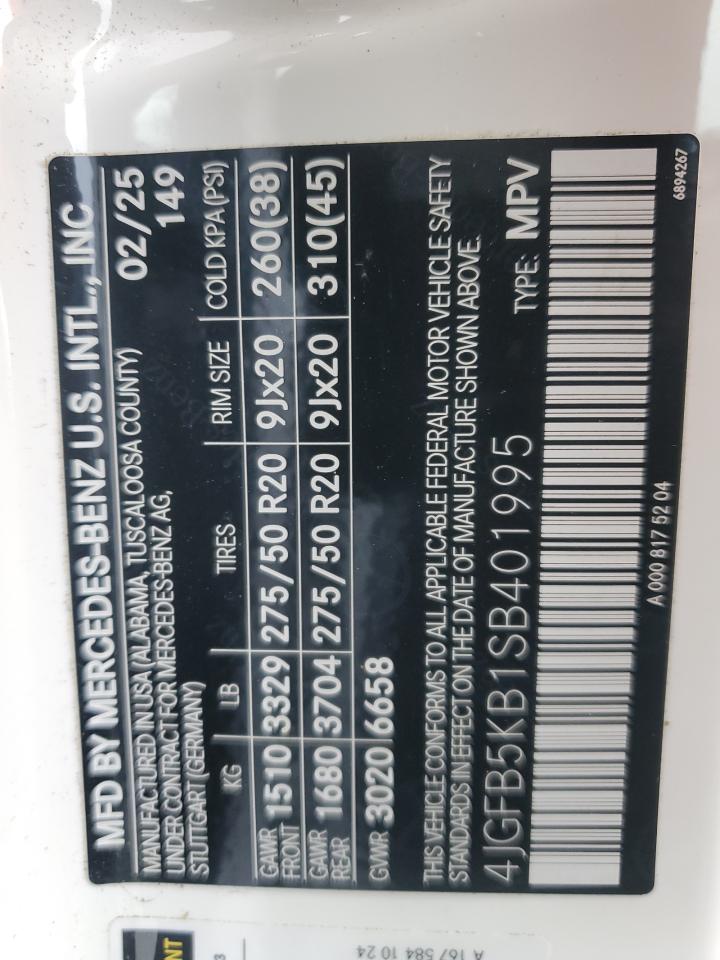 MFD BY MERCEDES-BENZ U.S. INTL., INC
MANUFACTURED IN USA (ALABAMA, TUSCALOOSA COUNTY) 02/25
UNDER CONTRACT FOR MERCEDES-BENZ AG, 149
STUTTGART (GERMANY)
KG LB TIRES RIM SIZE COLD KPA (PSI)
GAWR FRONT 1510 3329 275/50 R20 9Jx20 260(38)
GAWR REAR 1680 3704 275/50 R20 9Jx20 310(45)
GVWR 3020 6658
THIS VEHICLE CONFORMS TO ALL APPLICABLE FEDERAL MOTOR VEHICLE SAFETY
STANDARDS IN EFFECT ON THE DATE OF MANUFACTURE SHOWN ABOVE.
4JGFB5KB1SB401995 TYPE: MPV
A 000 817 52 04
6894267
A 167 584 10 24